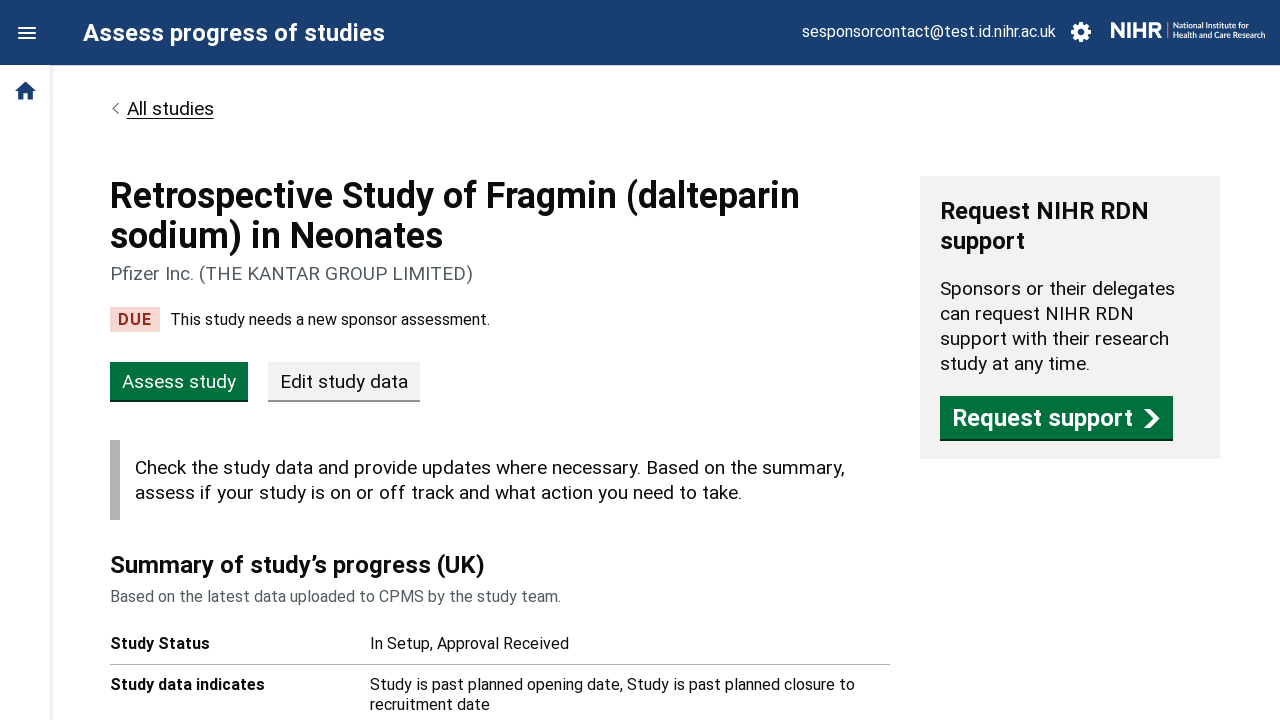 Assess progress of studies
sesponsorcontact@test.id.nihr.ac.uk
NIHR | National Institute for
Health and Care Research
All studies
Retrospective Study of Fragmin (dalteparin
sodium) in Neonates
Pfizer Inc. (THE KANTAR GROUP LIMITED)
DUE This study needs a new sponsor assessment.
Assess study
Edit study data
Check the study data and provide updates where necessary. Based on the summary,
assess if your study is on or off track and what action you need to take.
Summary of study’s progress (UK)
Based on the latest data uploaded to CPMS by the study team.
Study Status In Setup, Approval Received
Study data indicates Study is past planned opening date, Study is past planned closure to
recruitment date
Request NIHR RDN
support
Sponsors or their delegates
can request NIHR RDN
support with their research
study at any time.
Request support